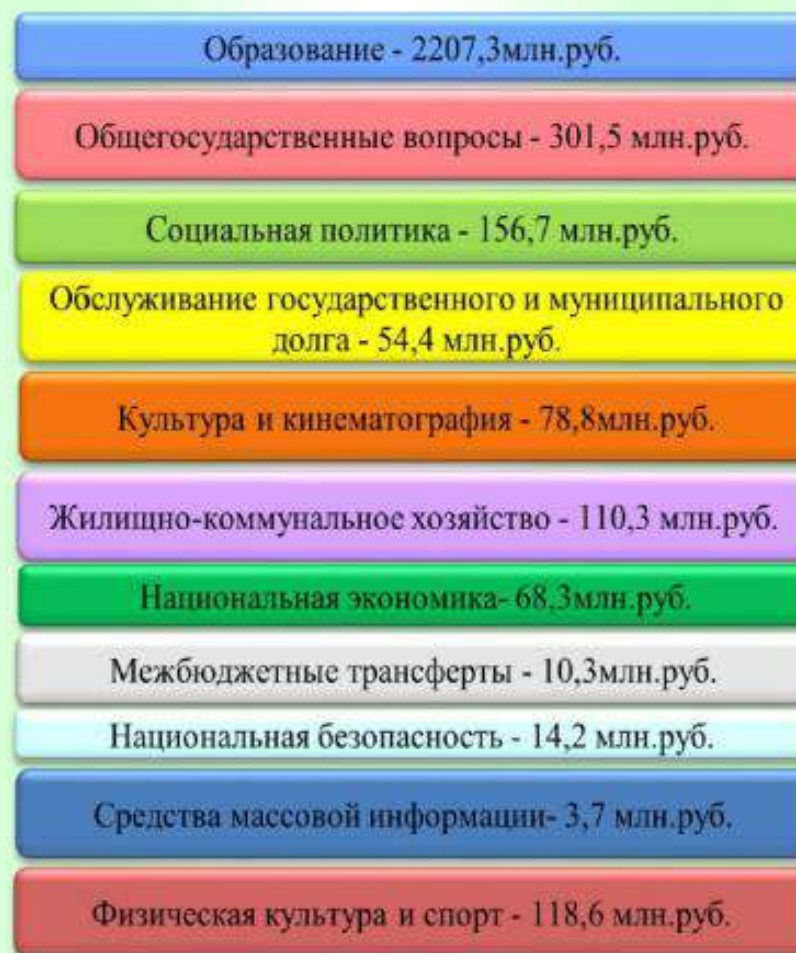 Образование - 2207,3млн.руб.
Общегосударственные вопросы - 301,5 млн.руб.
Социальная политика - 156,7 млн.руб.
Обслуживание государственного и муниципального
долга - 54,4 млн.руб.
Культура и кинематография - 78,8млн.руб.
Жилищно-коммунальное хозяйство - 110,3 млн.руб.
Национальная экономика- 68,3млн.руб.
Межбюджетные трансферты - 10,3млн.руб.
Национальная безопасность - 14,2 млн.руб.
Средства массовой информации- 3,7 млн.руб.
Физическая культура и спорт - 118,6 млн.руб.